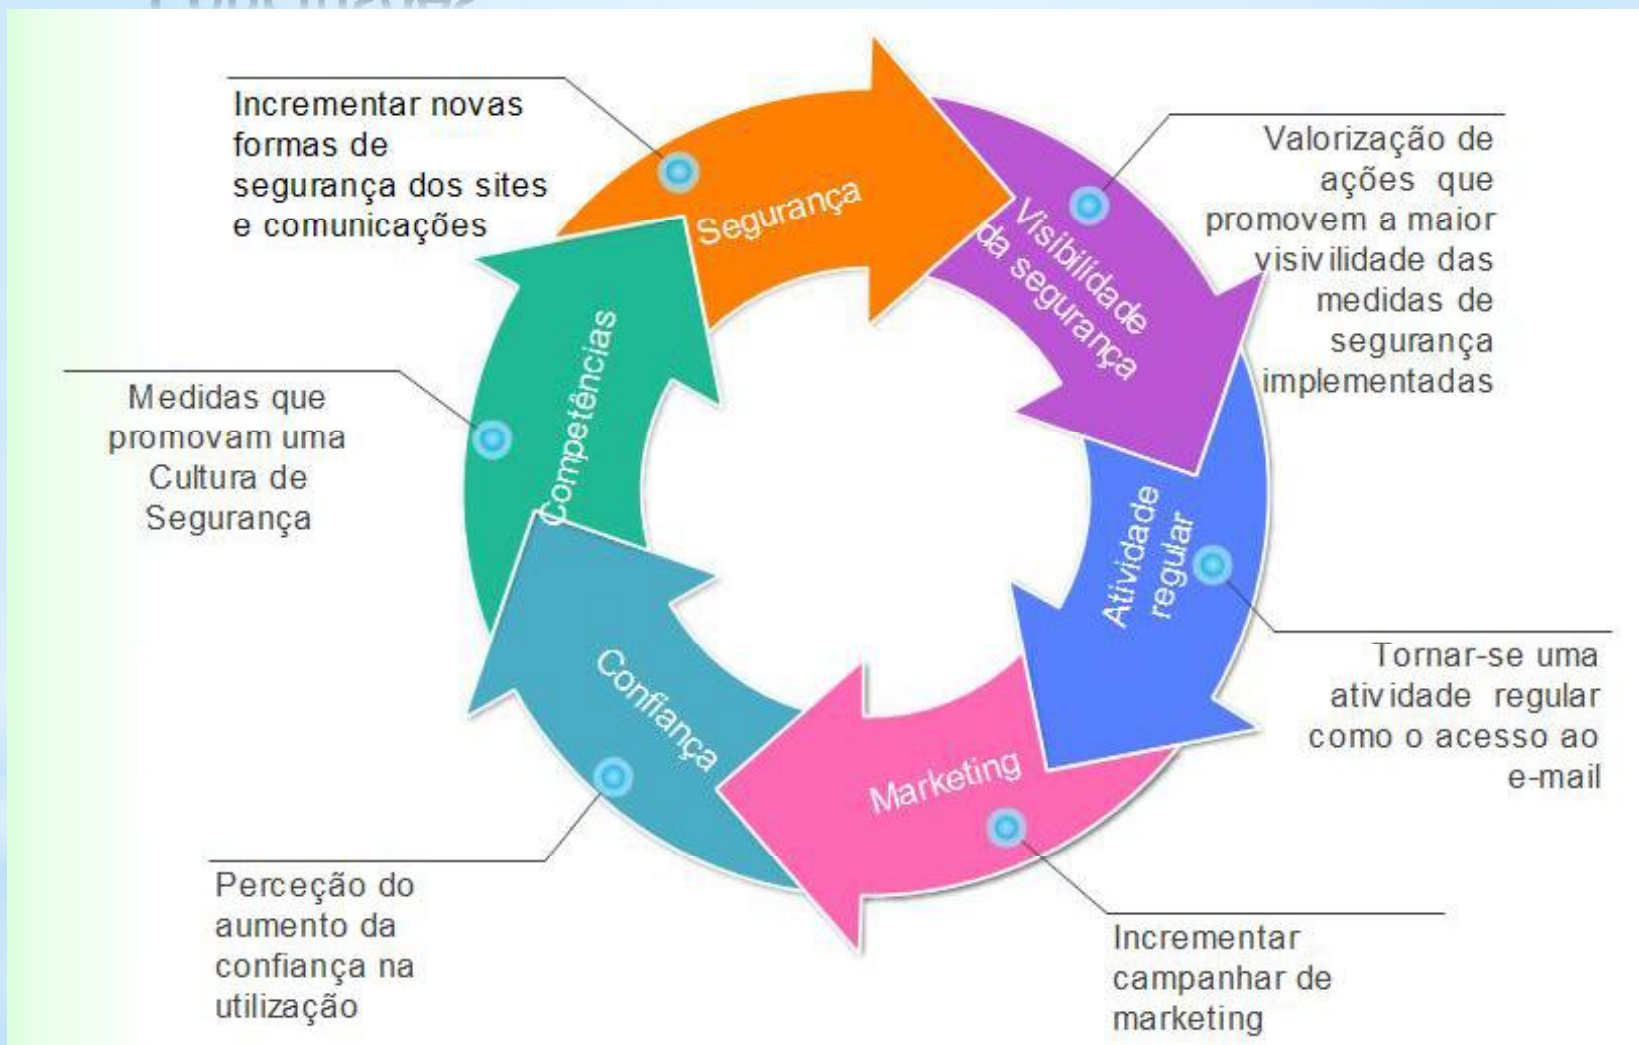 Incrementar novas
formas de
segurança dos sites
e comunicações
Segurança
Visibilidade
da segurança
Valorização de
ações que
promovem a maior
visivilidade das
medidas de
segurança
implementadas
Competências
Medidas que
promovam uma
Cultura de
Segurança
Atividade
regular
Tornar-se uma
atividade regular
como o acesso ao
e-mail
Confiança
Marketing
Perceção do
aumento da
confiança na
utilização
Incrementar
campanhar de
marketing